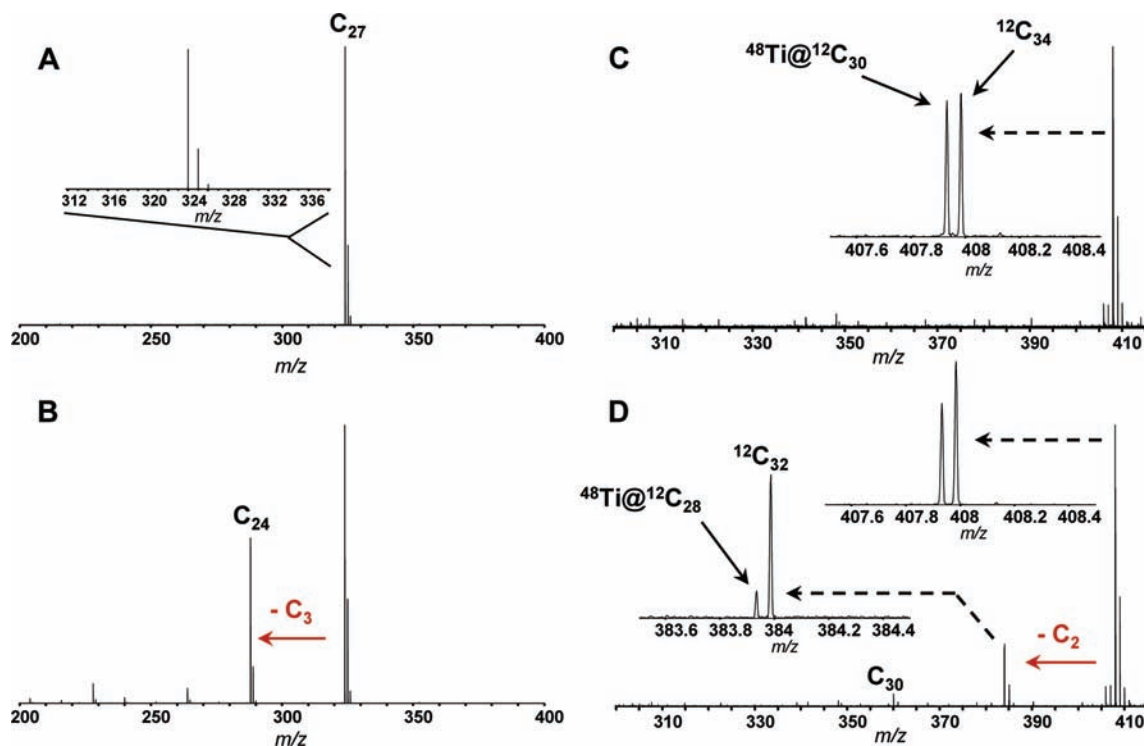 A
C₂₇
312 316 320 324 328 332 336
m/z
200 250 300 350 400
m/z
B
C₂₄
- C₃
200 250 300 350 400
m/z
C
⁴⁸Ti@¹²C₃₀
¹²C₃₄
407.6 407.8 408 408.2 408.4
m/z
310 330 350 370 390 410
m/z
D
⁴⁸Ti@¹²C₂₈
¹²C₃₂
407.6 407.8 408 408.2 408.4
m/z
383.6 383.8 384 384.2 384.4
m/z
- C₂
C₃₀
310 330 350 370 390 410
m/z